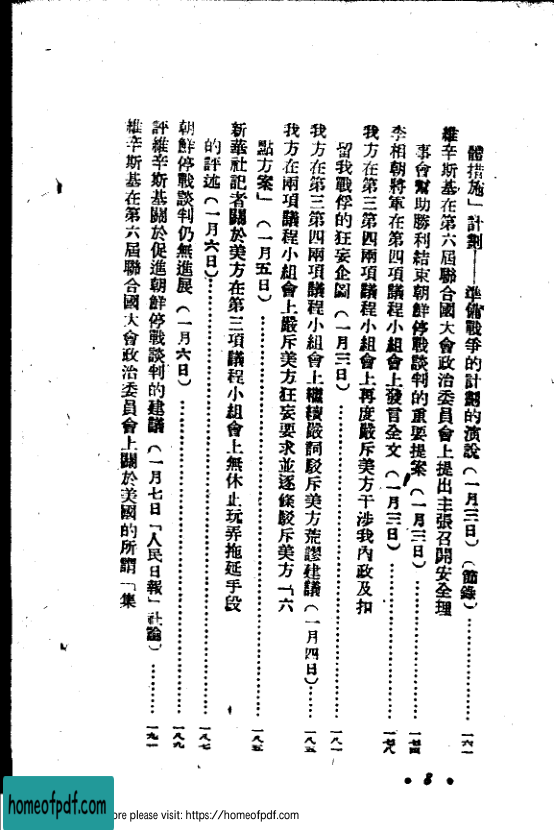 體措施」計劃——準備戰爭的計劃的演說(一月三日)(節錄)…………一六一
維辛斯基在第六屆聯合國大會政治委員會上提出主張召開安全理
事會幫助勝利結束朝鮮停戰談判的重要提案(一月三日)…………一七四
李相朝將軍在第四項議程小組會上發言全文(一月三日)…………一七八
我方在第三第四兩項議程小組會上再度嚴斥美方干涉我內政及扣
留我戰俘的狂妄企圖(一月三日)…………一八一
我方在第三第四兩項議程小組會上繼續嚴詞駁斥美方荒謬建議(一月四日)……一八五
我方在兩項議程小組會上嚴斥美方狂妄要求並逐條駁斥美方「六
點方案」(一月五日)…………一八五
新華社記者關於美方在第三項議程小組會上無休止玩弄拖延手段
的評述(一月六日)…………一八七
朝鮮停戰談判仍無進展(一月六日)…………一八九
評維辛斯基關於促進朝鮮停戰談判的建議(一月七日「人民日報」社論)…………一九一
維辛斯基在第六屆聯合國大會政治委員會上關於美國的所謂「集
• 8 •
homeofpdf.com
ore please visit: https://homeofpdf.com